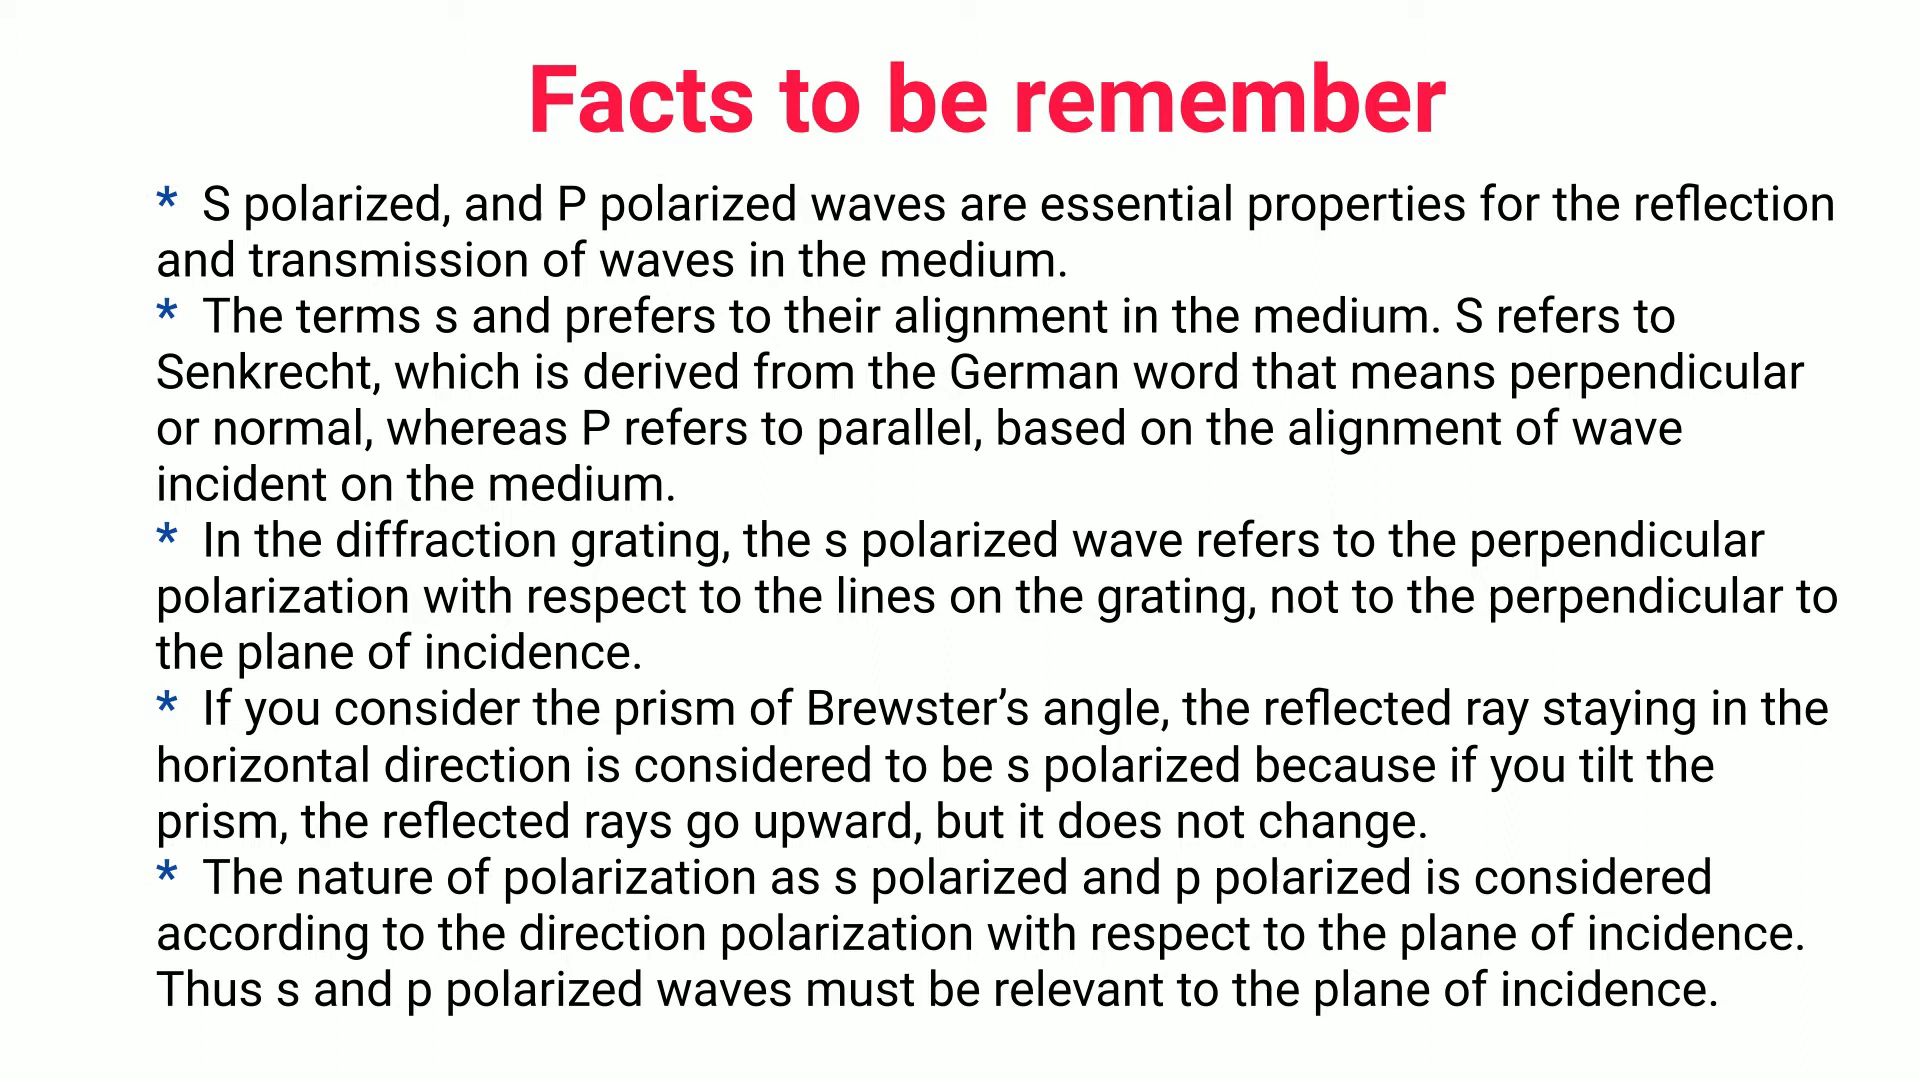 Facts to be remember
* S polarized, and P polarized waves are essential properties for the reflection
and transmission of waves in the medium.
* The terms s and prefers to their alignment in the medium. S refers to
Senkrecht, which is derived from the German word that means perpendicular
or normal, whereas P refers to parallel, based on the alignment of wave
incident on the medium.
* In the diffraction grating, the s polarized wave refers to the perpendicular
polarization with respect to the lines on the grating, not to the perpendicular to
the plane of incidence.
* If you consider the prism of Brewster’s angle, the reflected ray staying in the
horizontal direction is considered to be s polarized because if you tilt the
prism, the reflected rays go upward, but it does not change.
* The nature of polarization as s polarized and p polarized is considered
according to the direction polarization with respect to the plane of incidence.
Thus s and p polarized waves must be relevant to the plane of incidence.